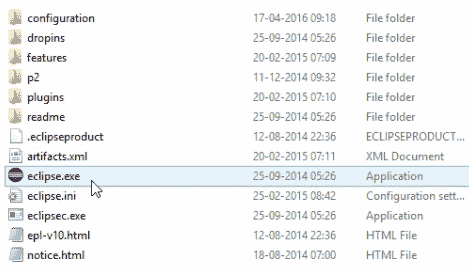 configuration 17-04-2016 09:18 File folder
dropins 25-09-2014 05:26 File folder
features 20-02-2015 07:09 File folder
p2 11-12-2014 09:32 File folder
plugins 20-02-2015 07:10 File folder
readme 25-09-2014 05:26 File folder
.eclipseproduct 12-08-2014 22:36 ECLIPSEPRODUCT...
artifacts.xml 20-02-2015 07:11 XML Document
eclipse.exe 25-09-2014 05:26 Application
eclipse.ini 25-02-2015 08:42 Configuration sett...
eclipsec.exe 25-09-2014 05:26 Application
epl-v10.html 12-08-2014 22:36 HTML File
notice.html 18-08-2014 07:00 HTML File